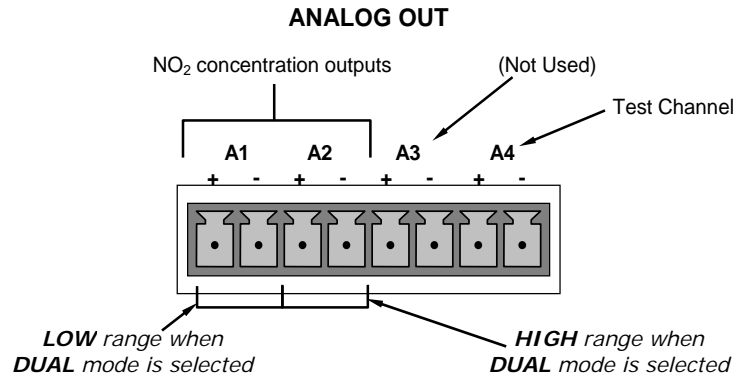 ANALOG OUT
NO₂ concentration outputs
(Not Used)
Test Channel
A1 A2 A3 A4
+ - + - + - + -
LOW range when
DUAL mode is selected
HIGH range when
DUAL mode is selected